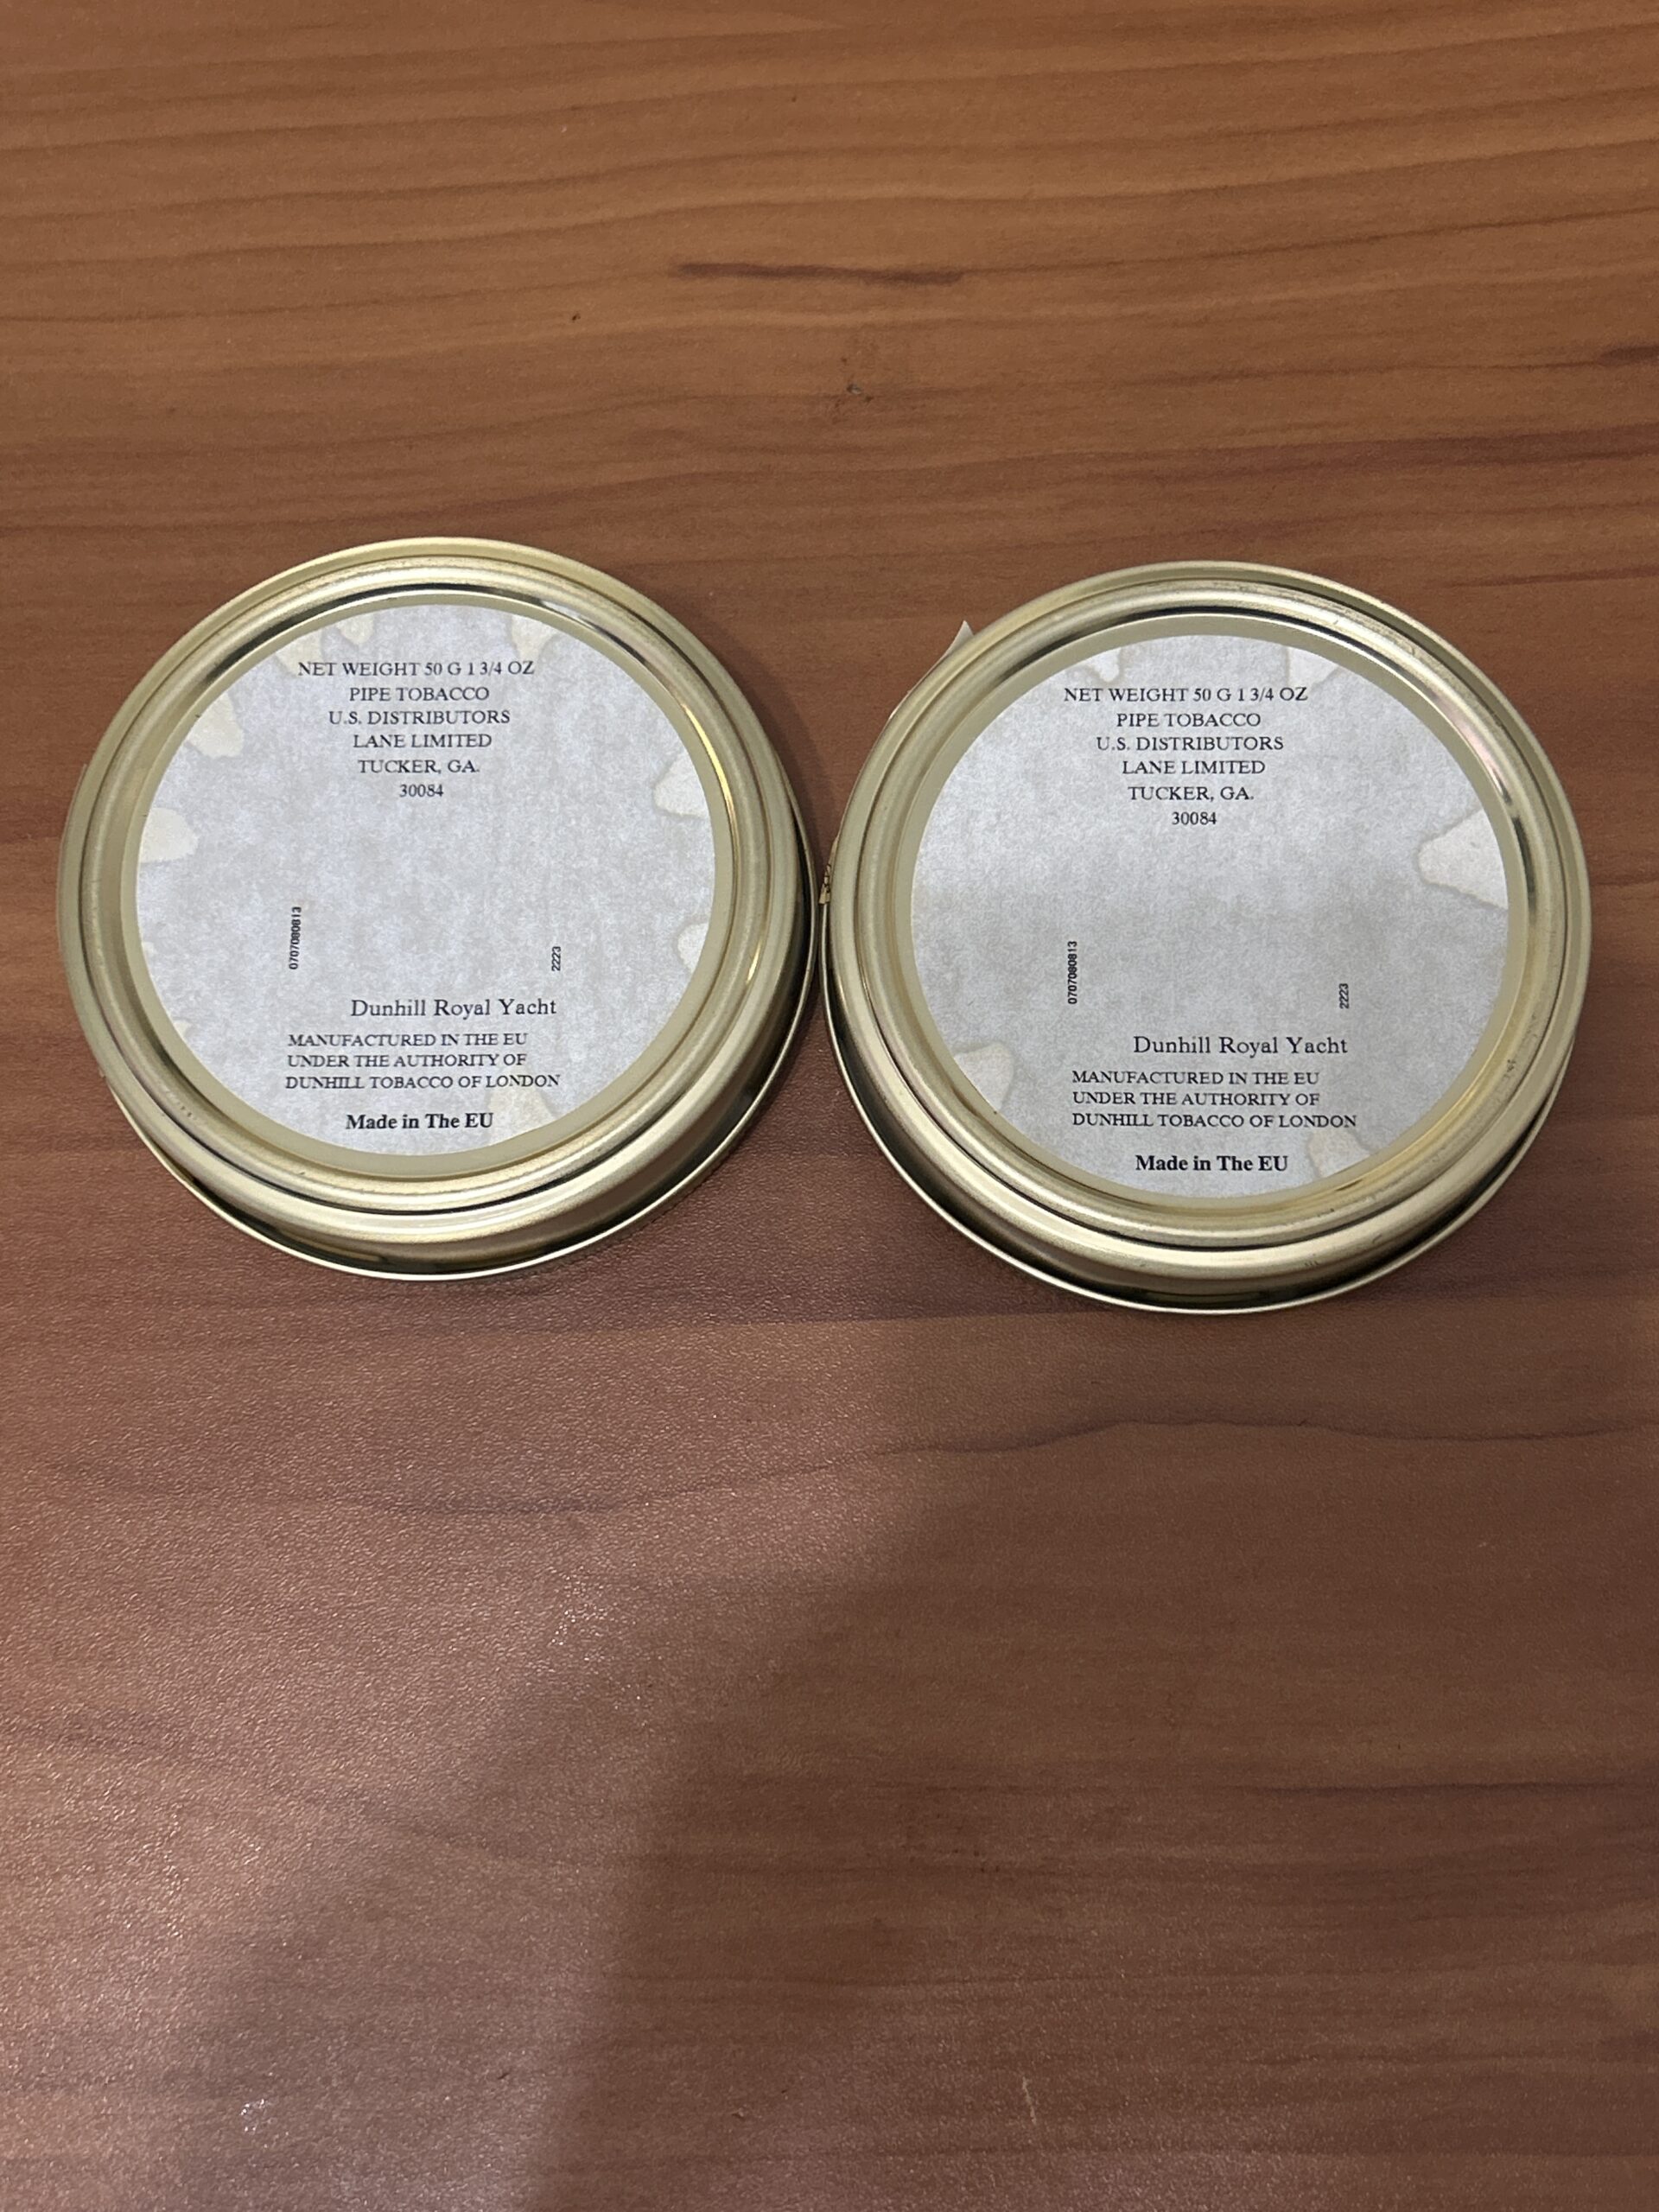 NET WEIGHT 50 G 1 3/4 OZ
PIPE TOBACCO
U.S. DISTRIBUTORS
LANE LIMITED
TUCKER, GA.
30084
0707080813
2223
Dunhill Royal Yacht
MANUFACTURED IN THE EU
UNDER THE AUTHORITY OF
DUNHILL TOBACCO OF LONDON
Made in The EU
NET WEIGHT 50 G 1 3/4 OZ
PIPE TOBACCO
U.S. DISTRIBUTORS
LANE LIMITED
TUCKER, GA.
30084
0707080813
2223
Dunhill Royal Yacht
MANUFACTURED IN THE EU
UNDER THE AUTHORITY OF
DUNHILL TOBACCO OF LONDON
Made in The EU